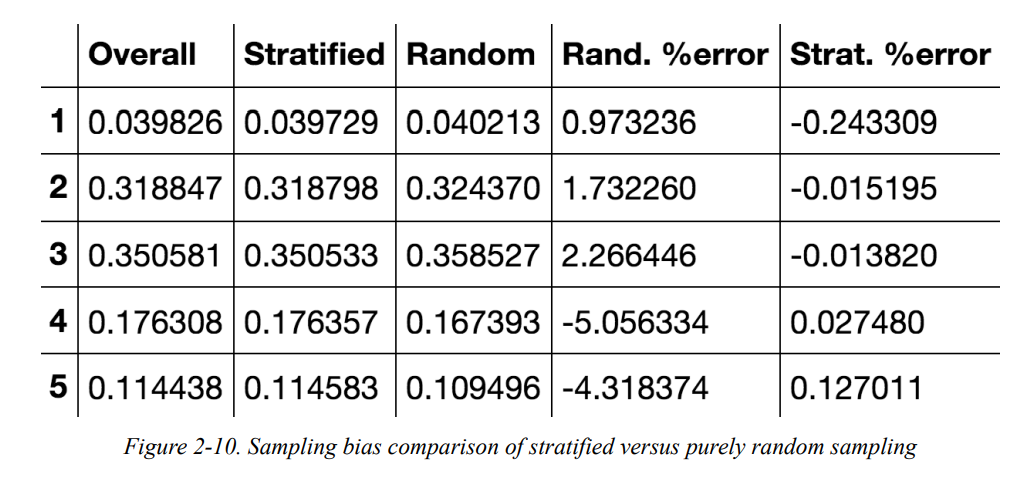 Overall Stratified Random Rand. %error Strat. %error
1 0.039826 0.039729 0.040213 0.973236 -0.243309
2 0.318847 0.318798 0.324370 1.732260 -0.015195
3 0.350581 0.350533 0.358527 2.266446 -0.013820
4 0.176308 0.176357 0.167393 -5.056334 0.027480
5 0.114438 0.114583 0.109496 -4.318374 0.127011
Figure 2-10. Sampling bias comparison of stratified versus purely random sampling